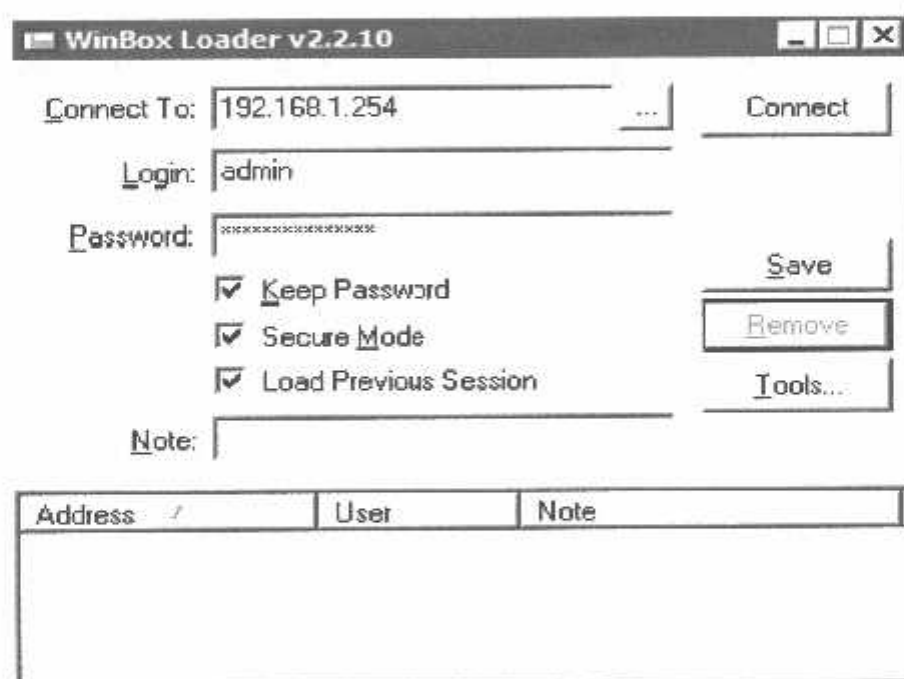 WinBox Loader v2.2.10
Connect To: 192.168.1.254 ... Connect
Login: admin
Password: ***************
Save
Keep Password
Remove
Secure Mode
Load Previous Session
Tools...
Note:
Address User Note